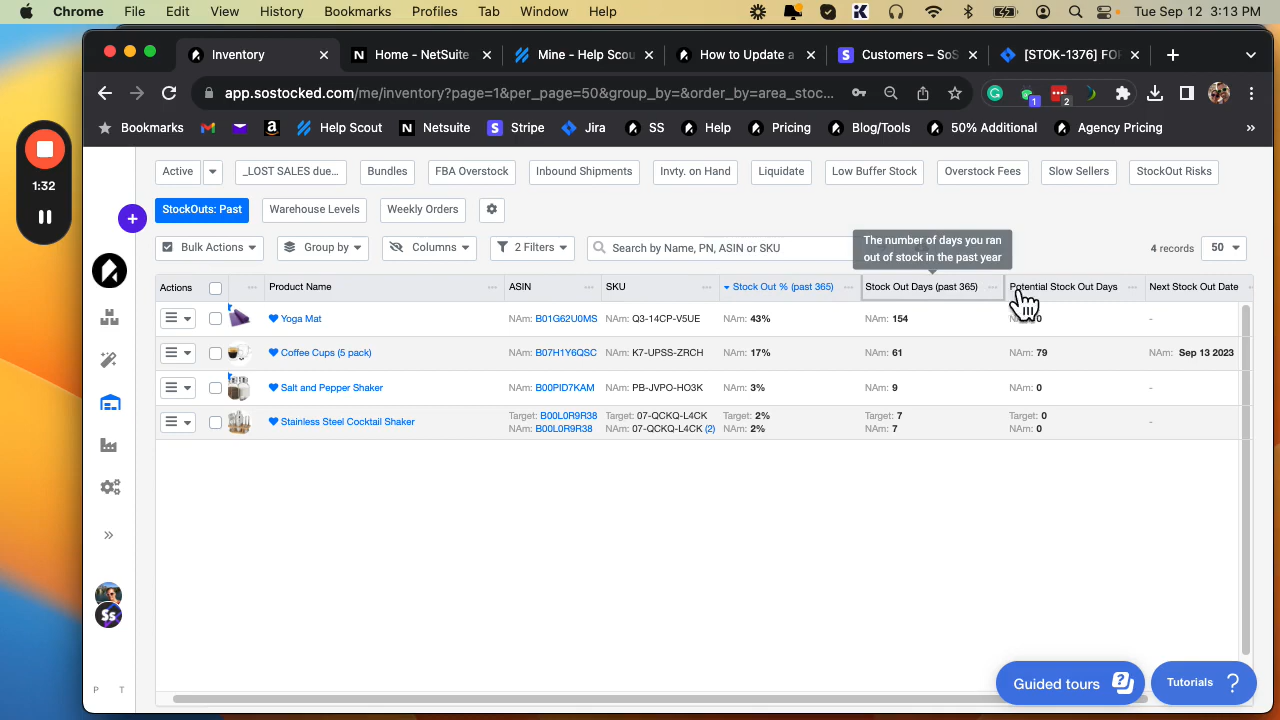 Chrome File Edit View History Bookmarks Profiles Tab Window Help Tue Sep 12 3:13 PM
Inventory Home - NetSuite Mine - Help Scou How to Update a Customers – SoS [STOK-1376] FOR
app.sostocked.com/me/inventory?page=1&per_page=50&group_by=&order_by=area_stoc... 1 2
Bookmarks Help Scout Netsuite Stripe Jira SS Help Pricing Blog/Tools 50% Additional Agency Pricing »
1:32
Active _LOST SALES due... Bundles FBA Overstock Inbound Shipments Invty. on Hand Liquidate Low Buffer Stock Overstock Fees Slow Sellers StockOut Risks
StockOuts: Past Warehouse Levels Weekly Orders
Bulk Actions Group by Columns 2 Filters Search by Name, PN, ASIN or SKU 4 records 50
The number of days you ran
out of stock in the past year
Actions Product Name ASIN SKU Stock Out % (past 365) Stock Out Days (past 365) Potential Stock Out Days Next Stock Out Date
Yoga Mat NAm: B01G62U0MS NAm: Q3-14CP-V5UE NAm: 43% NAm: 154 0 -
Coffee Cups (5 pack) NAm: B07H1Y6QSC NAm: K7-UPSS-ZRCH NAm: 17% NAm: 61 NAm: 79 NAm: Sep 13 2023
Salt and Pepper Shaker NAm: B00PID7KAM NAm: PB-JVPO-HO3K NAm: 3% NAm: 9 NAm: 0 -
Stainless Steel Cocktail Shaker Target: B00L0R9R38 Target: 07-QCKQ-L4CK Target: 2% Target: 7 Target: 0 -
NAm: B00L0R9R38 NAm: 07-QCKQ-L4CK (2) NAm: 2% NAm: 7 NAm: 0
Ss
P T
Guided tours Tutorials